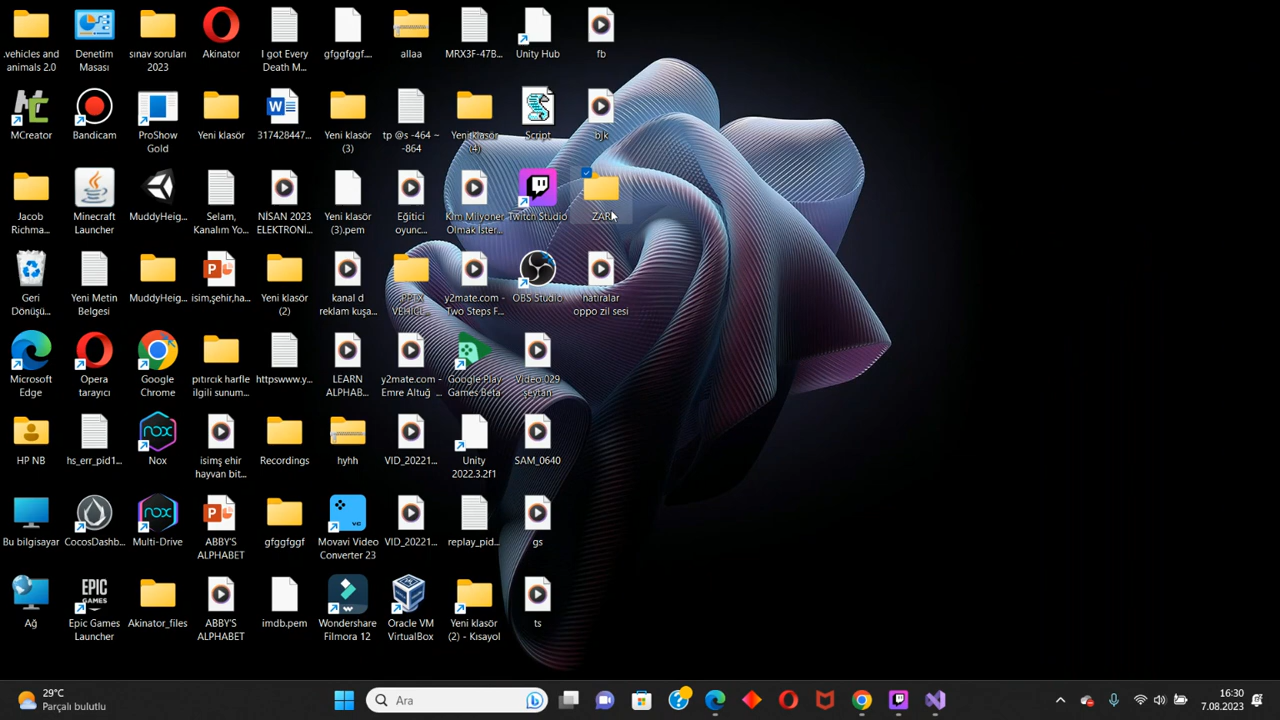 .vehicles and
animals 2.0
Denetim
Masası
sınav soruları
2023
Akinator
I got Every
Death M...
gfggfggf....
allaa
MRX3F-47B...
Unity Hub
fb
MCreator
Bandicam
ProShow
Gold
Yeni klasör
317428447...
Yeni klasör
(3)
tp @s -464 ~
-864
Yeni klasör
(4)
Script
bjk
Jacob
Richma...
Minecraft
Launcher
MuddyHeig...
Selam,
Kanalım Yo...
NISAN 2023
ELEKTRONİ...
Yeni klasör
(3).pem
Eğitici
oyunc...
Kim Milyoner
Olmak İster...
Twitch Studio
ZAR
Geri
Dönüşü...
Yeni Metin
Belgesi
MuddyHeig...
isim,şehir,ha...
Yeni klasör
(2)
kanal d
reklam kuşa...
PPTX
VEHİCL...
y2mate.com -
Two Steps F...
OBS Studio
hatıralar
oppo zil sesi
Microsoft
Edge
Opera
tarayıcı
Google
Chrome
pıtırcık harfle
ilgili sunum...
httpswww.y...
LEARN
ALPHAB...
y2mate.com -
Emre Altuğ ...
Google Play
Games Beta
Video 029
şeytan
HP NB
hs_err_pid1...
Nox
isimş ehir
hayvan bit...
Recordings
hyhh
VID_20221...
Unity
2022.3.2f1
SAM_0640
Bu bilgisayar
CocosDashb...
Multi-Drive
ABBY'S
ALPHABET
gfggfggf
Movavi Video
Converter 23
VID_20221...
replay_pid...
gs
Ağ
Epic Games
Launcher
Akinator_files
ABBY'S
ALPHABET
imdb.pem
Wondershare
Filmora 12
Oracle VM
VirtualBox
Yeni klasör
(2) - Kısayol
ts
29°C
Parçalı bulutlu
Ara
16:36
7.08.2023